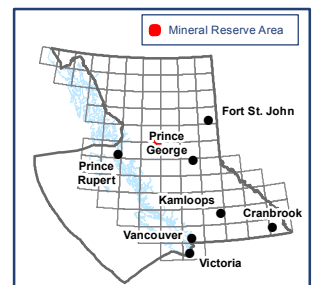 Mineral Reserve Area
Fort St. John
Prince
George
Prince
Rupert
Kamloops
Cranbrook
Vancouver
Victoria